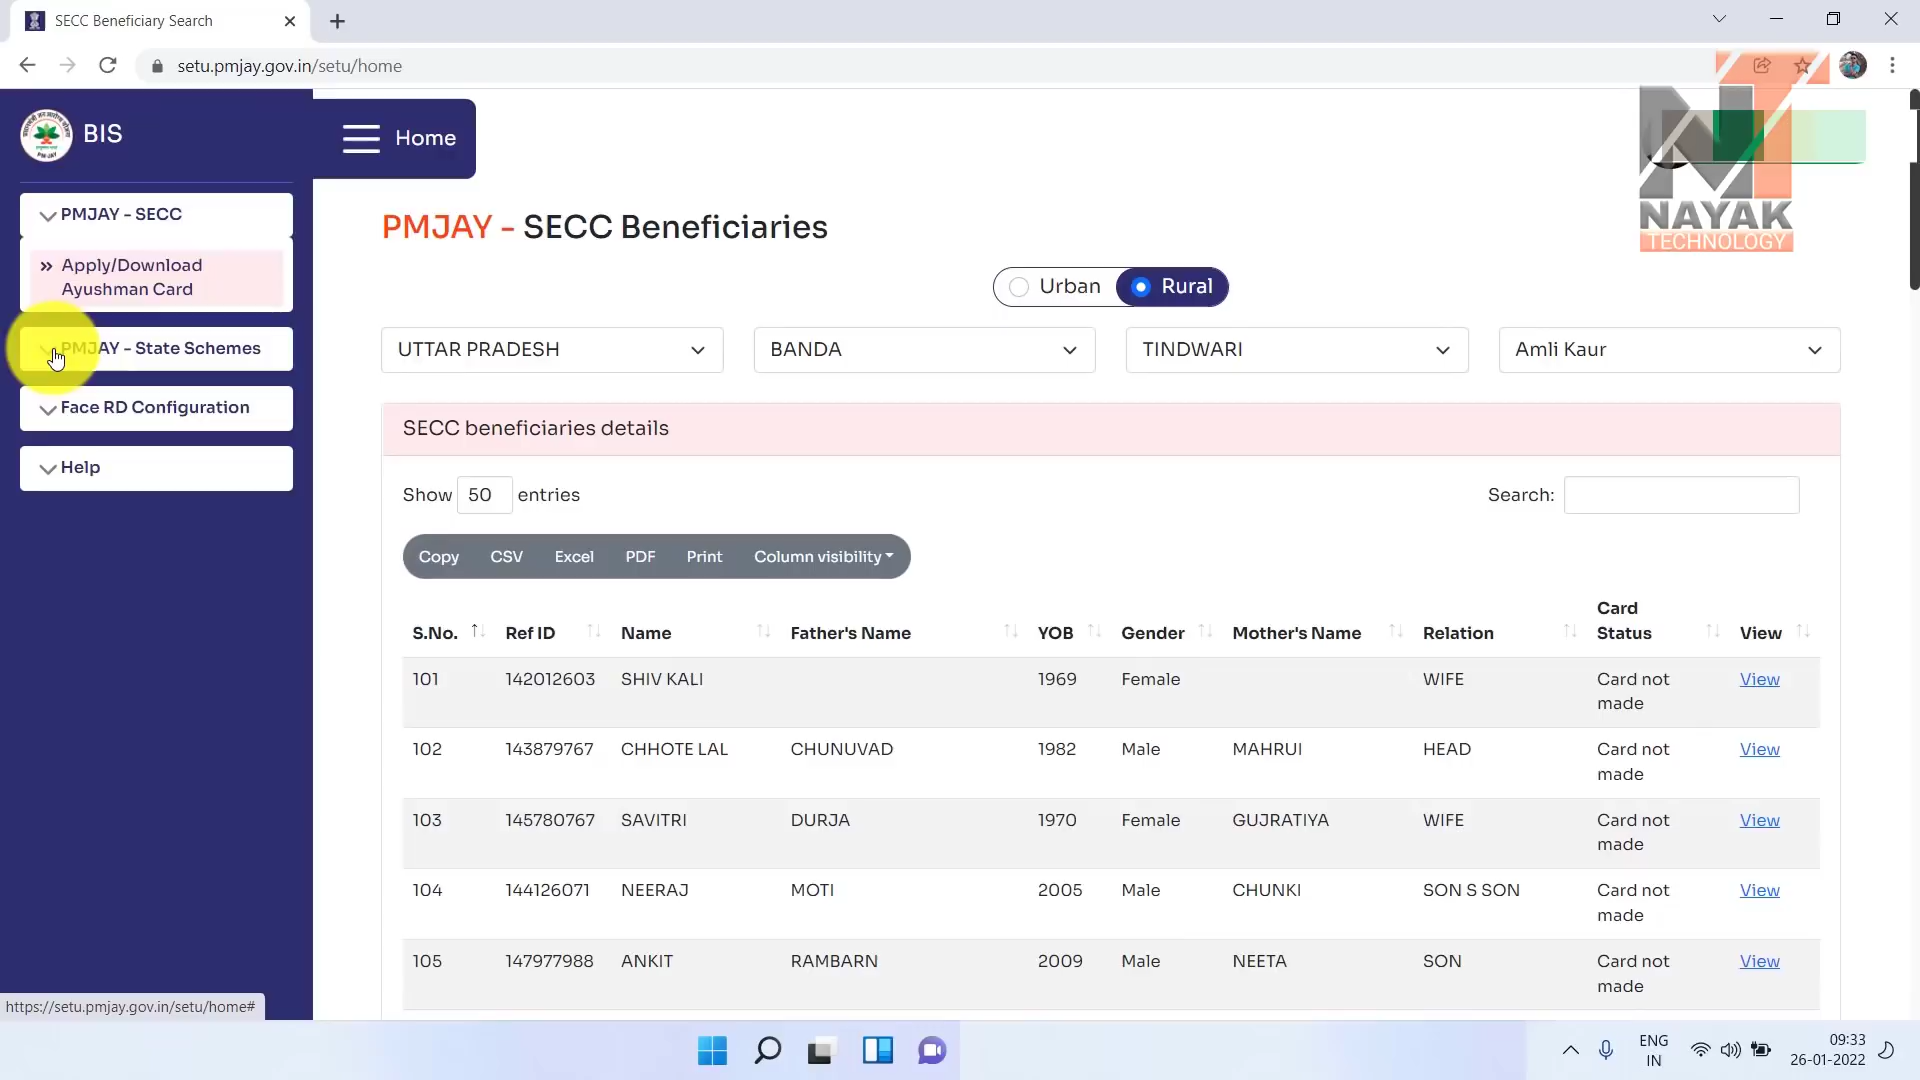 SECC Beneficiary Search
setu.pmjay.gov.in/setu/home
BIS
Home
NAYAK
TECHNOLOGY
PMJAY - SECC
Apply/Download
Ayushman Card
PMJAY - State Schemes
Face RD Configuration
Help
PMJAY - SECC Beneficiaries
Urban Rural
UTTAR PRADESH BANDA TINDWARI Amli Kaur
SECC beneficiaries details
Show 50 entries Search:
Copy CSV Excel PDF Print Column visibility
S.No. Ref ID Name Father's Name YOB Gender Mother's Name Relation Card Status View
101 142012603 SHIV KALI 1969 Female WIFE Card not made View
102 143879767 CHHOTE LAL CHUNUVAD 1982 Male MAHRUI HEAD Card not made View
103 145780767 SAVITRI DURJA 1970 Female GUJRATIYA WIFE Card not made View
104 144126071 NEERAJ MOTI 2005 Male CHUNKI SON S SON Card not made View
105 147977988 ANKIT RAMBARN 2009 Male NEETA SON Card not made View
https://setu.pmjay.gov.in/setu/home#
ENG
IN
09:33
26-01-2022